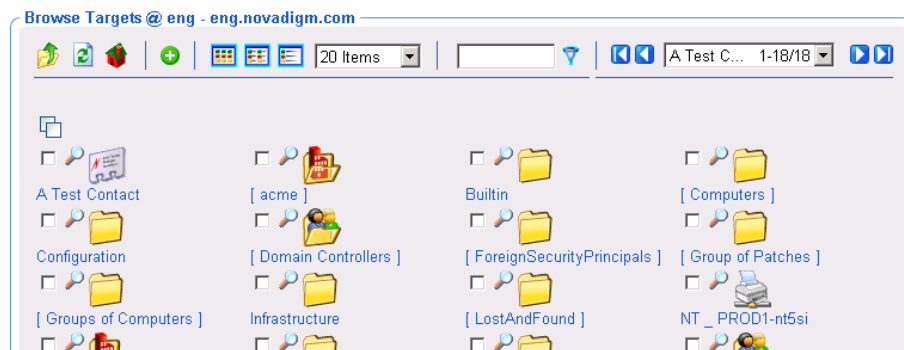 Browse Targets @ eng - eng.novadigm.com
20 Items A Test C... 1-18/18
A Test Contact [ acme ] Builtin [ Computers ]
Configuration [ Domain Controllers ] [ ForeignSecurityPrincipals ] [ Group of Patches ]
[ Groups of Computers ] Infrastructure [ LostAndFound ] NT _ PROD1-nt5si